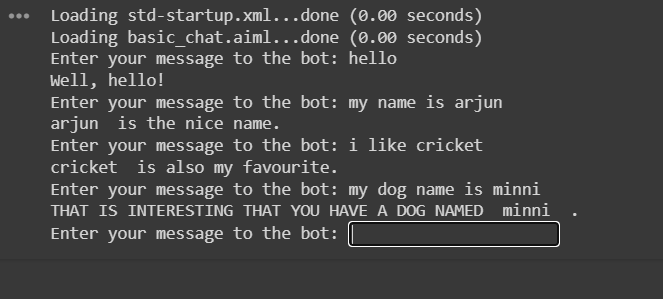 Loading std-startup.xml...done (0.00 seconds)
Loading basic_chat.aiml...done (0.00 seconds)
Enter your message to the bot: hello
Well, hello!
Enter your message to the bot: my name is arjun
arjun  is the nice name.
Enter your message to the bot: i like cricket
cricket  is also my favourite.
Enter your message to the bot: my dog name is minni
THAT IS INTERESTING THAT YOU HAVE A DOG NAMED  minni  .
Enter your message to the bot: